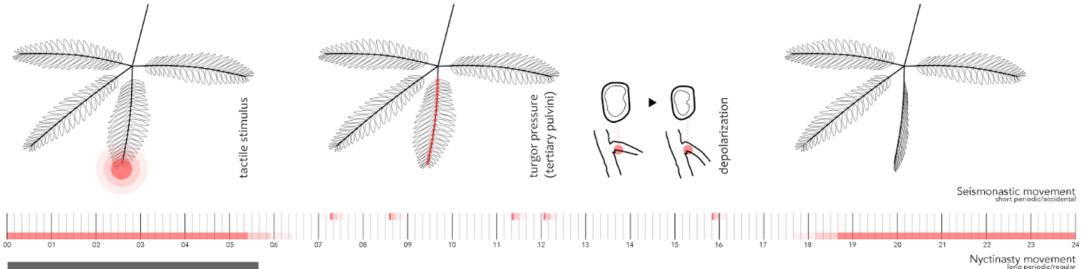 tactile stimulus
turgor pressure
(tertiary pulvini)
depolarization
Seismonastic movement
short periodic/accidental
00 01 02 03 04 05 06 07 08 09 10 11 12 13 14 15 16 17 18 19 20 21 22 23 24
Nyctinasty movement
long periodic/regular